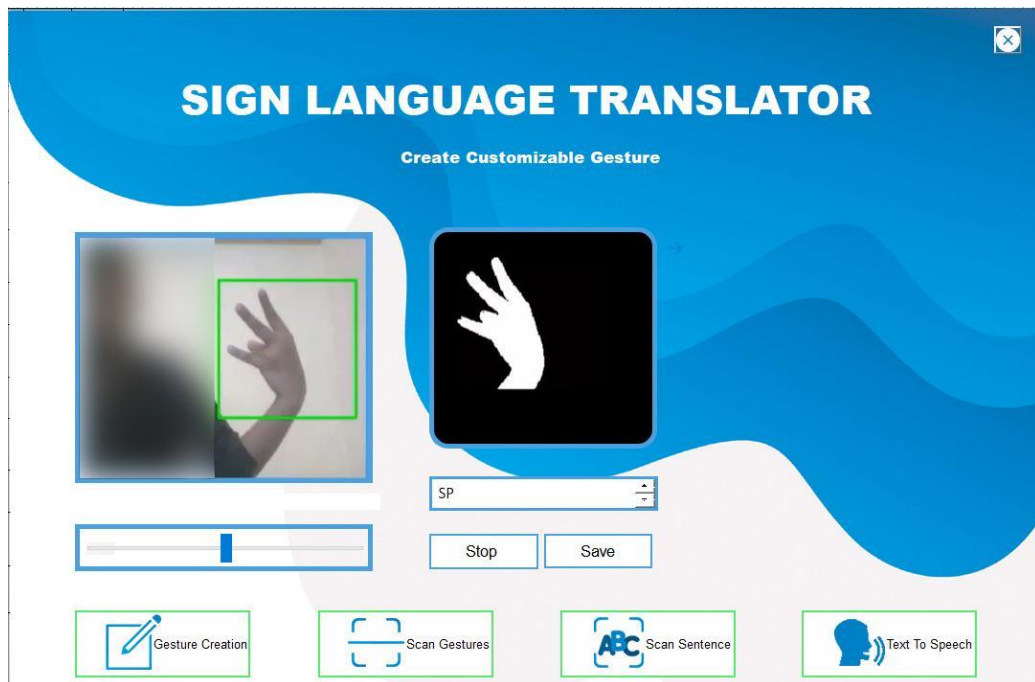 SIGN LANGUAGE TRANSLATOR
Create Customizable Gesture
SP
Stop
Save
Gesture Creation
Scan Gestures
ABC
Scan Sentence
Text To Speech